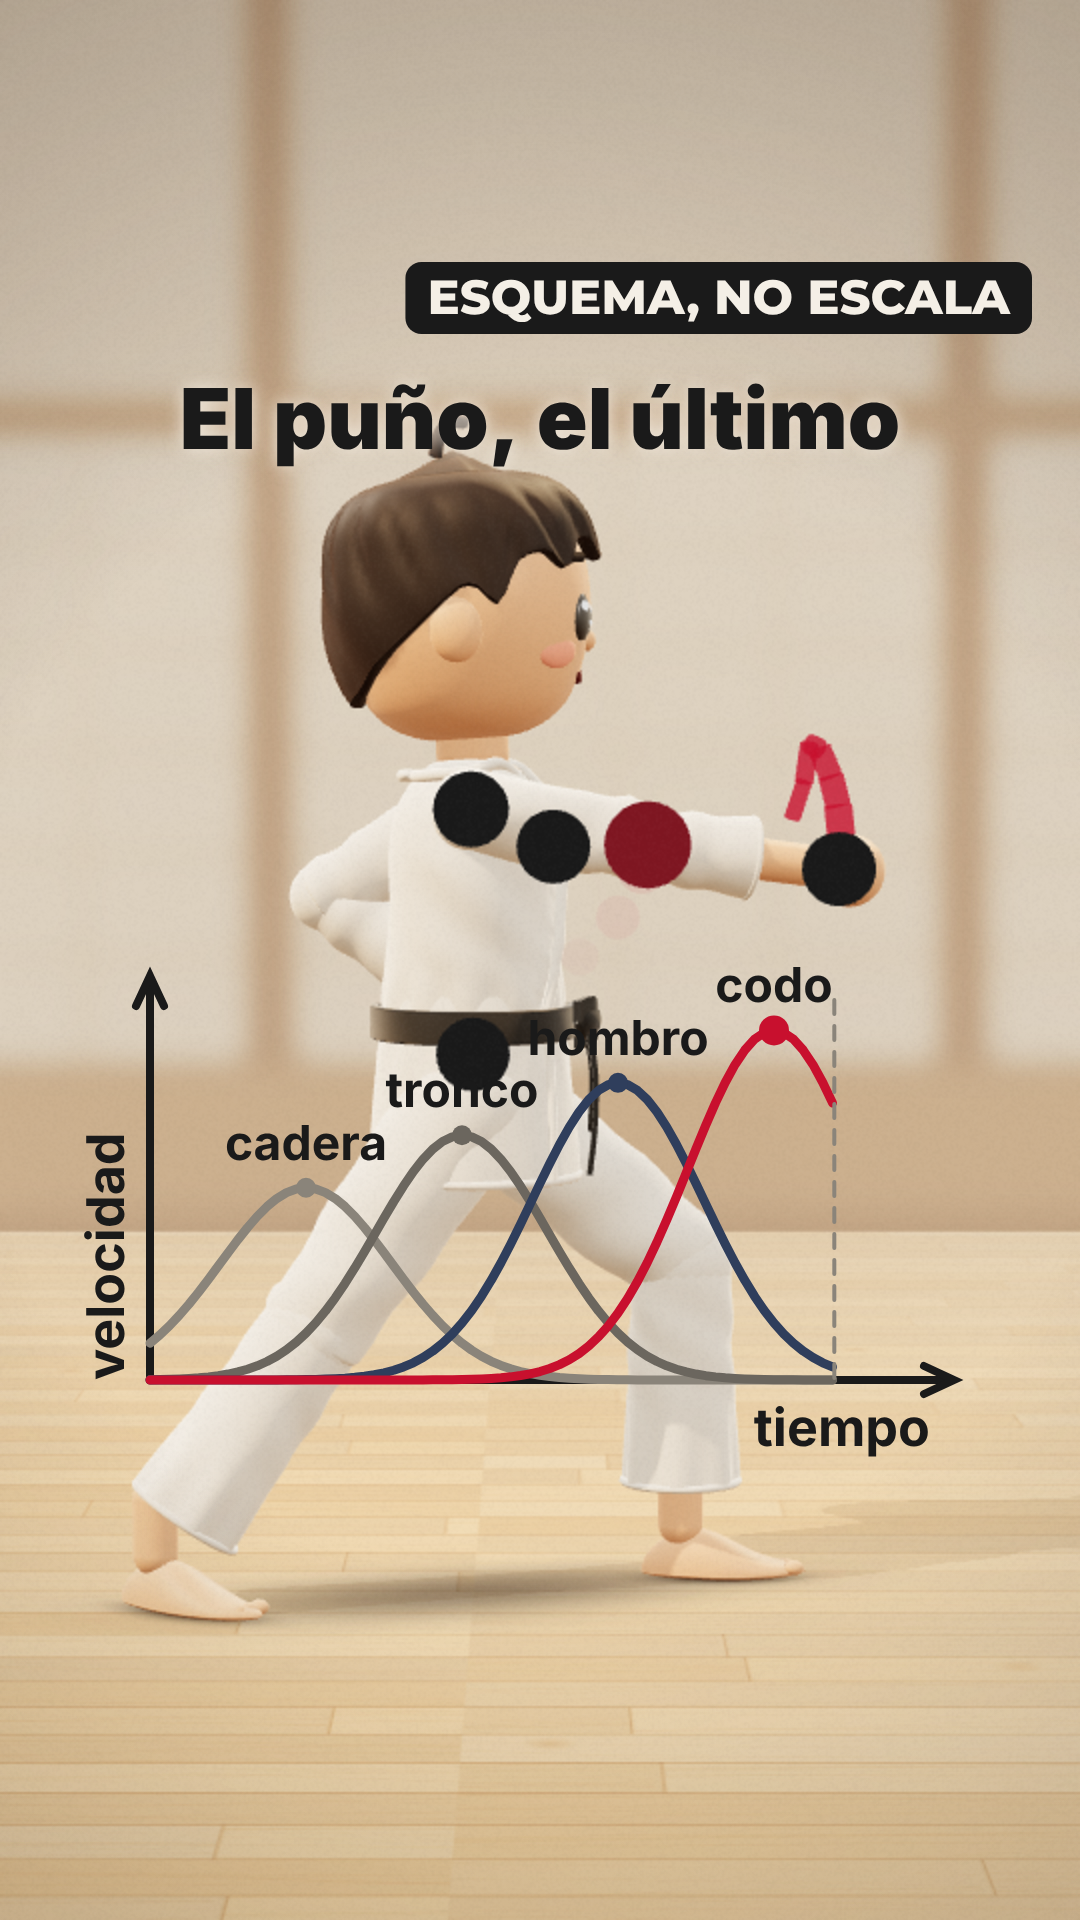 ESQUEMA, NO ESCALA
El puño, el último
codo
hombro
tronco
cadera
velocidad
tiempo